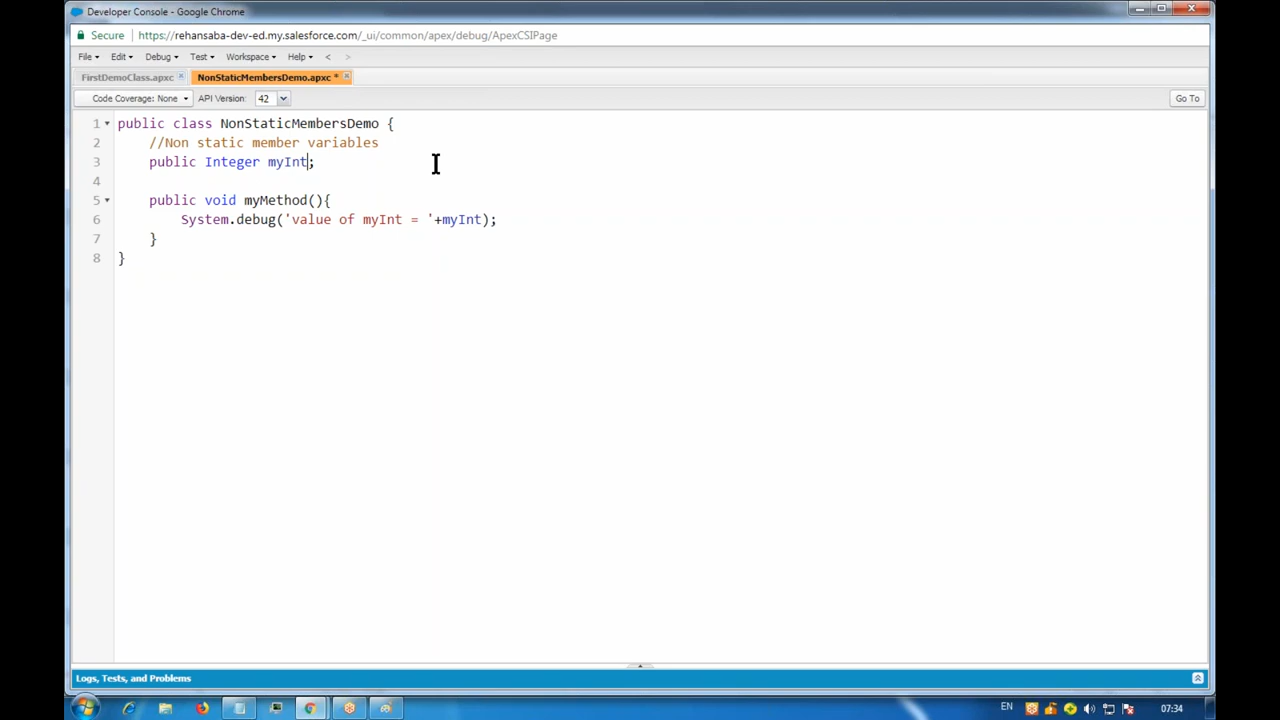 Developer Console - Google Chrome
Secure https://rehansaba-dev-ed.my.salesforce.com/_ui/common/apex/debug/ApexCSIPage
File Edit Debug Test Workspace Help < >
FirstDemoClass.apxc NonStaticMembersDemo.apxc *
Code Coverage: None API Version: 42 Go To
1 public class NonStaticMembersDemo {
2 //Non static member variables
3 public Integer myInt;
4
5 public void myMethod(){
6 System.debug('value of myInt = '+myInt);
7 }
8 }
Logs, Tests, and Problems
EN 07:34